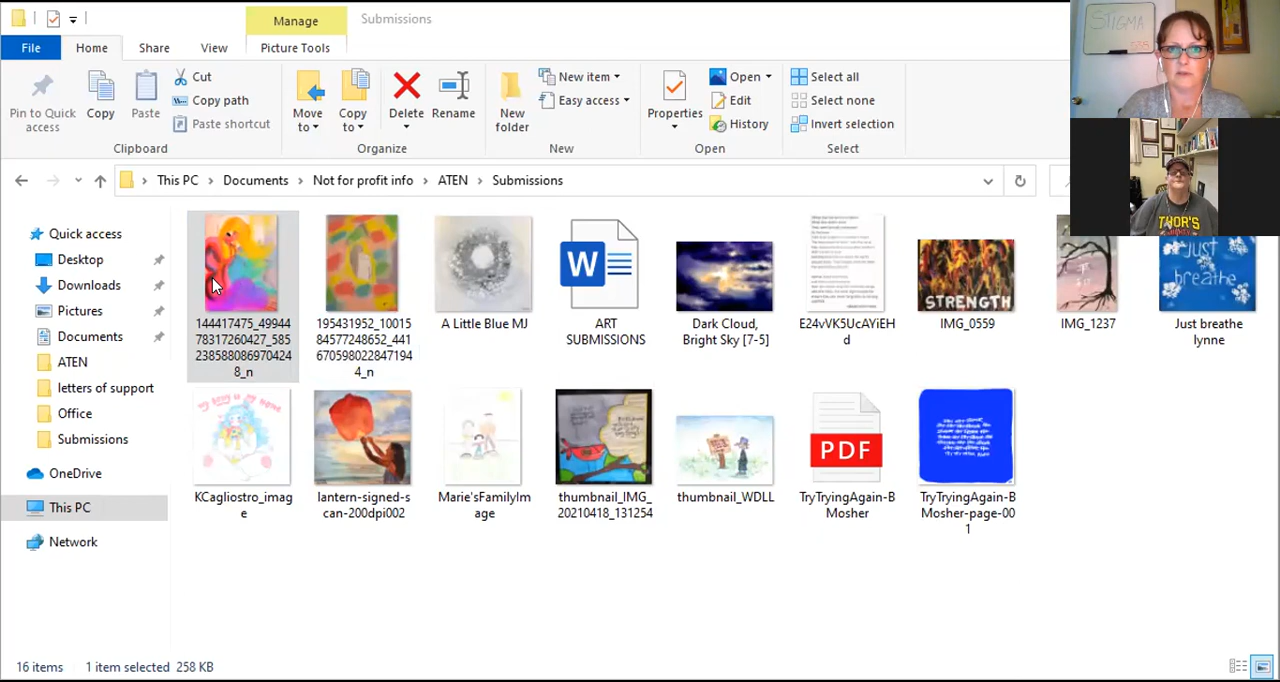 Manage
Submissions
STIGMA
File
Home
Share
View
Picture Tools
Pin to Quick access
Copy
Paste
Cut
Copy path
Paste shortcut
Clipboard
Move to
Copy to
Delete
Rename
Organize
New folder
New item
Easy access
New
Properties
Open
Edit
History
Open
Select all
Select none
Invert selection
Select
THOR'S
This PC
Documents
Not for profit info
ATEN
Submissions
Quick access
Desktop
Downloads
Pictures
Documents
ATEN
letters of support
Office
Submissions
OneDrive
This PC
Network
W
STRENGTH
just
breathe
144417475_49944
78317260427_585
238588086970424
8_n
195431952_10015
84577248652_441
670598022847194
4_n
A Little Blue MJ
ART
SUBMISSIONS
Dark Cloud,
Bright Sky [7-5]
E24vVK5UcAYiEH
d
IMG_0559
IMG_1237
Just breathe
lynne
PDF
KCagliostro_imag
e
lantern-signed-s
can-200dpi002
Marie'sFamilyIm
age
thumbnail_IMG_
20210418_131254
thumbnail_WDLL
TryTryingAgain-B
Mosher
TryTryingAgain-B
Mosher-page-00
1
16 items
1 item selected
258 KB